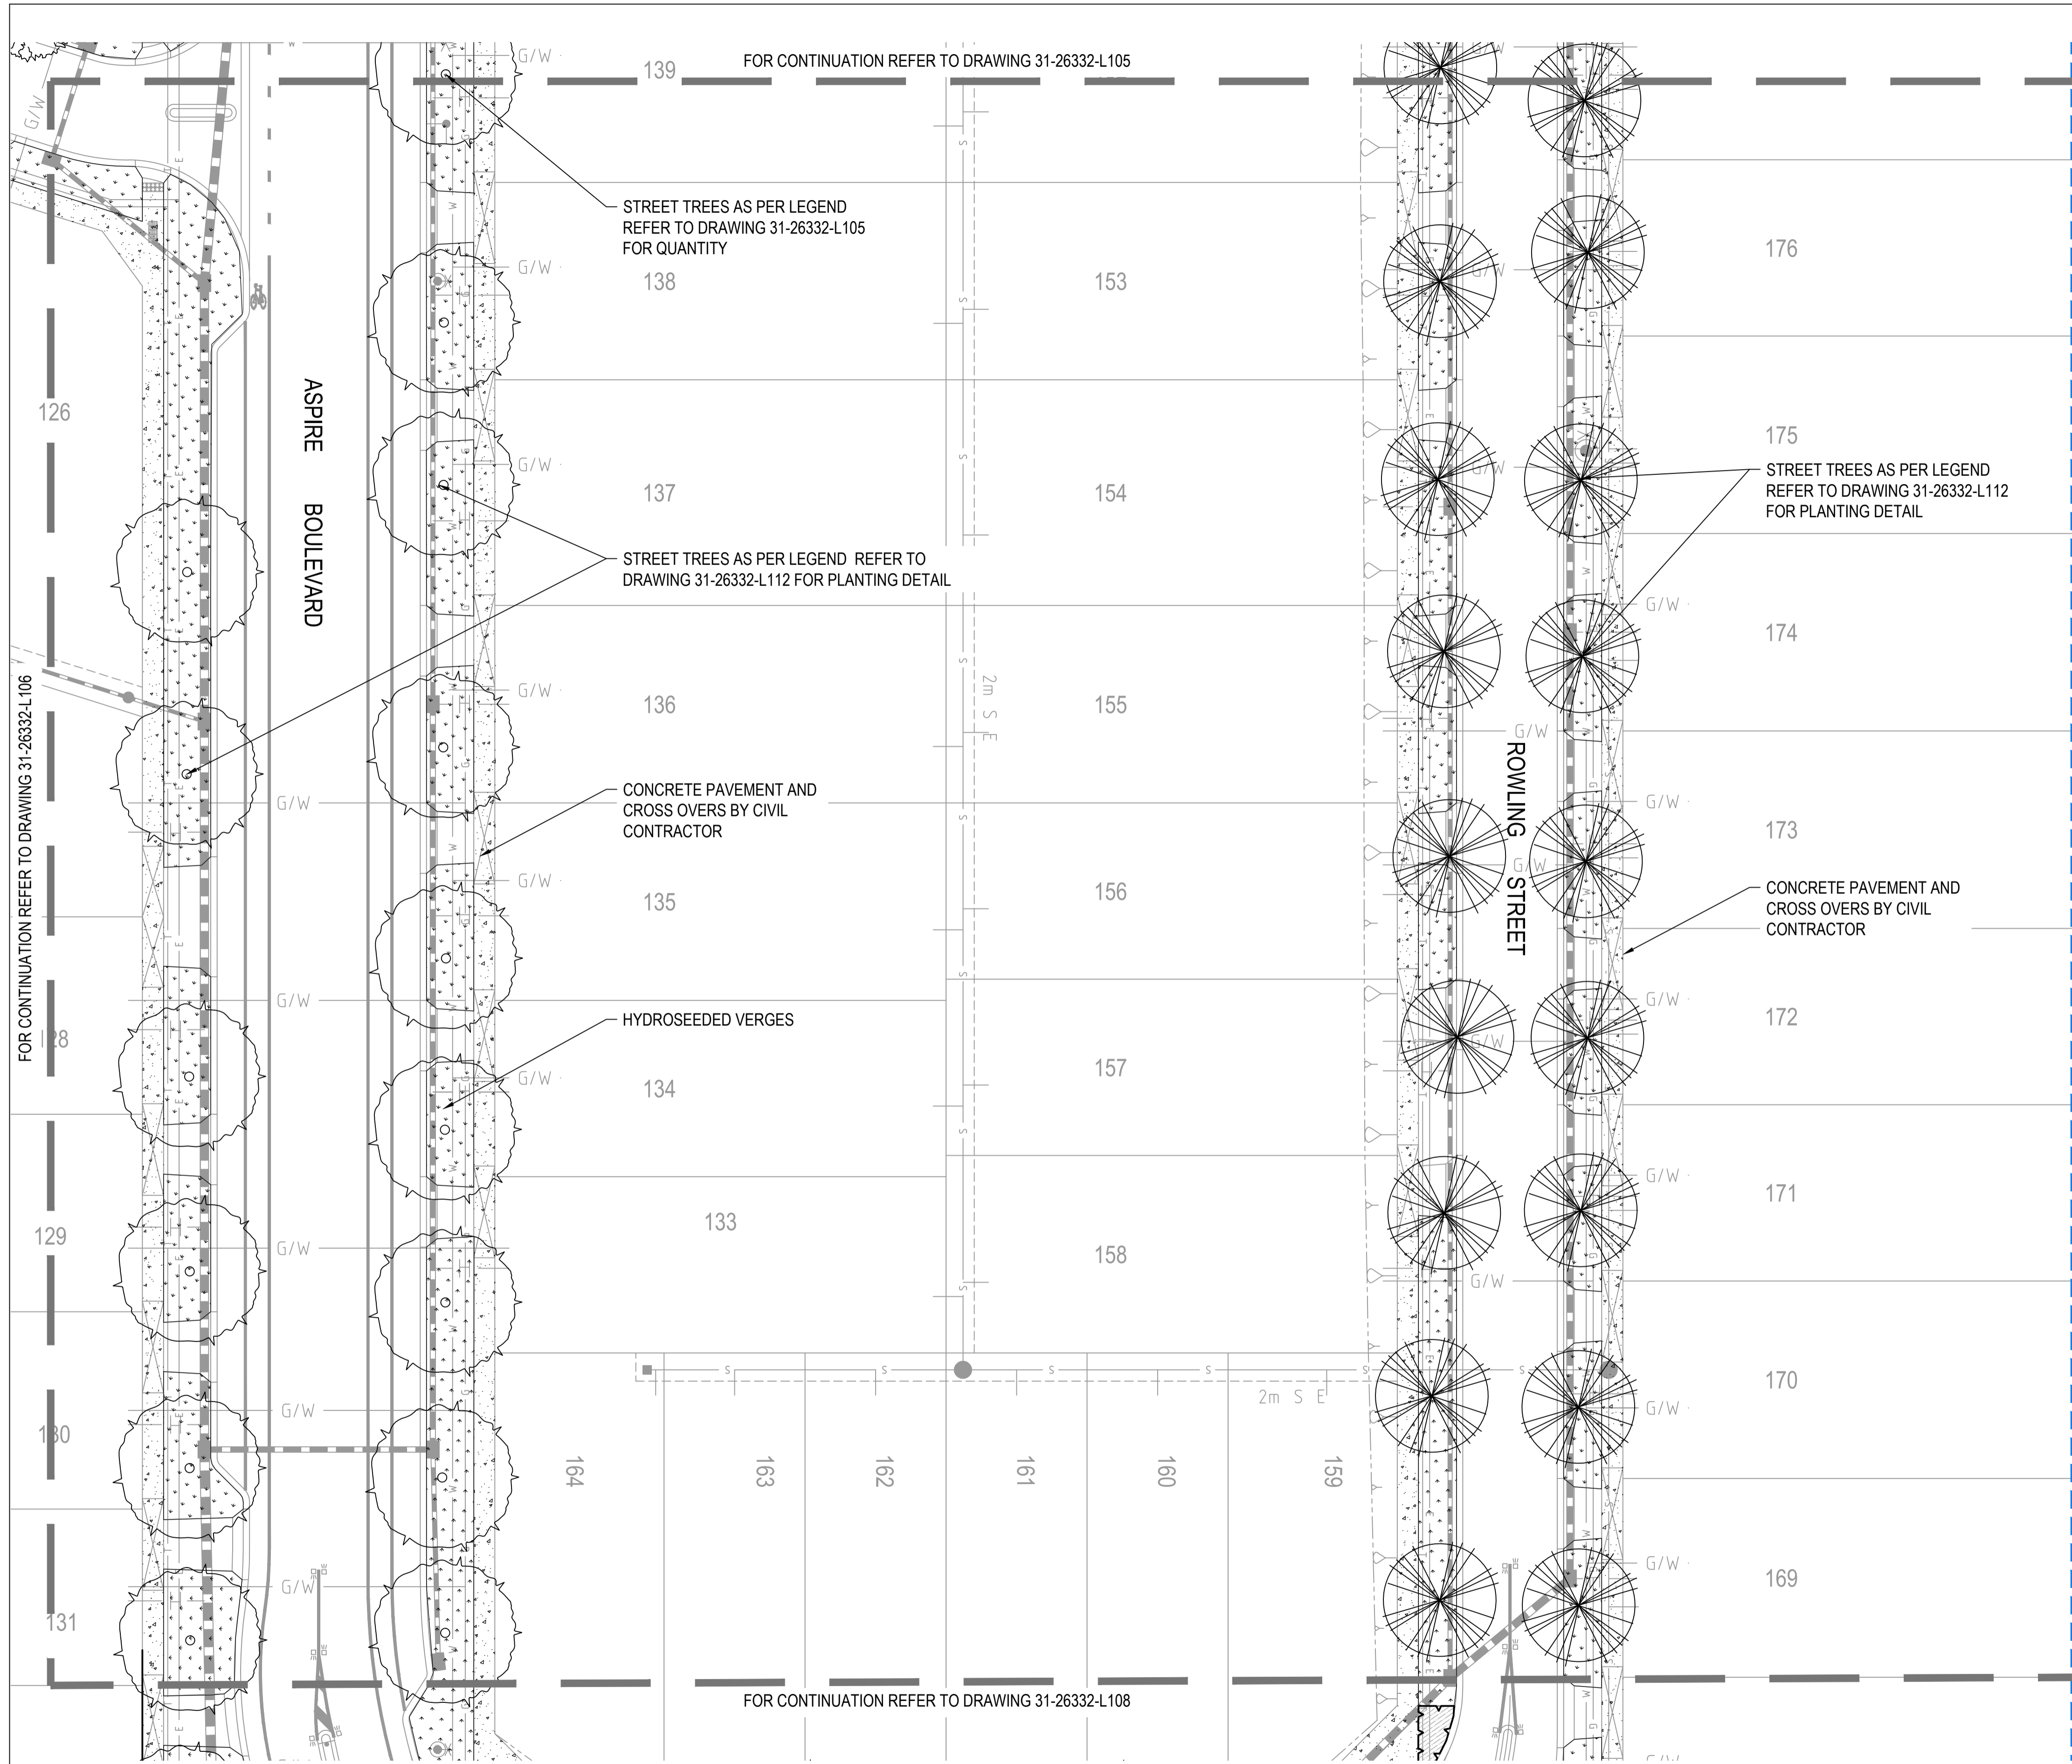 FOR CONTINUATION REFER TO DRAWING 31-26332-L105
139
G/W
G/W
STREET TREES AS PER LEGEND
REFER TO DRAWING 31-26332-L105
FOR QUANTITY
G/W
138
153
176
126
ASPIRE BOULEVARD
G/W
137
154
175
STREET TREES AS PER LEGEND
REFER TO DRAWING 31-26332-L112
FOR PLANTING DETAIL
STREET TREES AS PER LEGEND REFER TO
DRAWING 31-26332-L112 FOR PLANTING DETAIL
G/W
174
G/W
136
155
2m S E
FOR CONTINUATION REFER TO DRAWING 31-26332-L106
G/W
ROWLING STREET
CONCRETE PAVEMENT AND
CROSS OVERS BY CIVIL
CONTRACTOR
G/W
G/W
173
G/W
G/W
135
156
CONCRETE PAVEMENT AND
CROSS OVERS BY CIVIL
CONTRACTOR
G/W
G/W
172
HYDROSEEDED VERGES
128
G/W
G/W
134
157
G/W
171
129
G/W
133
158
G/W
170
G/W
2m S E
130
G/W
164
163
162
161
160
159
G/W
G/W
169
131
FOR CONTINUATION REFER TO DRAWING 31-26332-L108